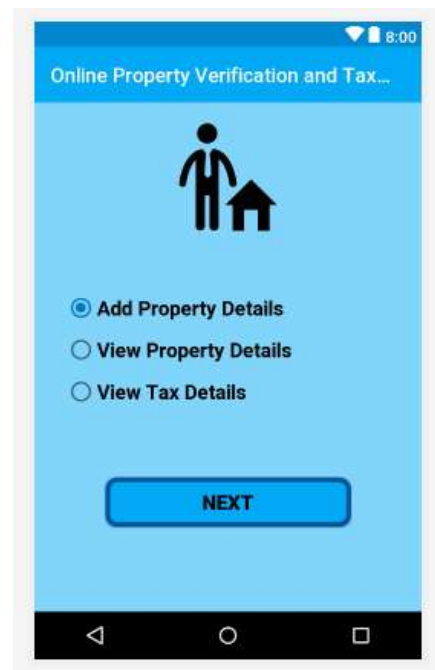 8:00
Online Property Verification and Tax...
Add Property Details
View Property Details
View Tax Details
NEXT